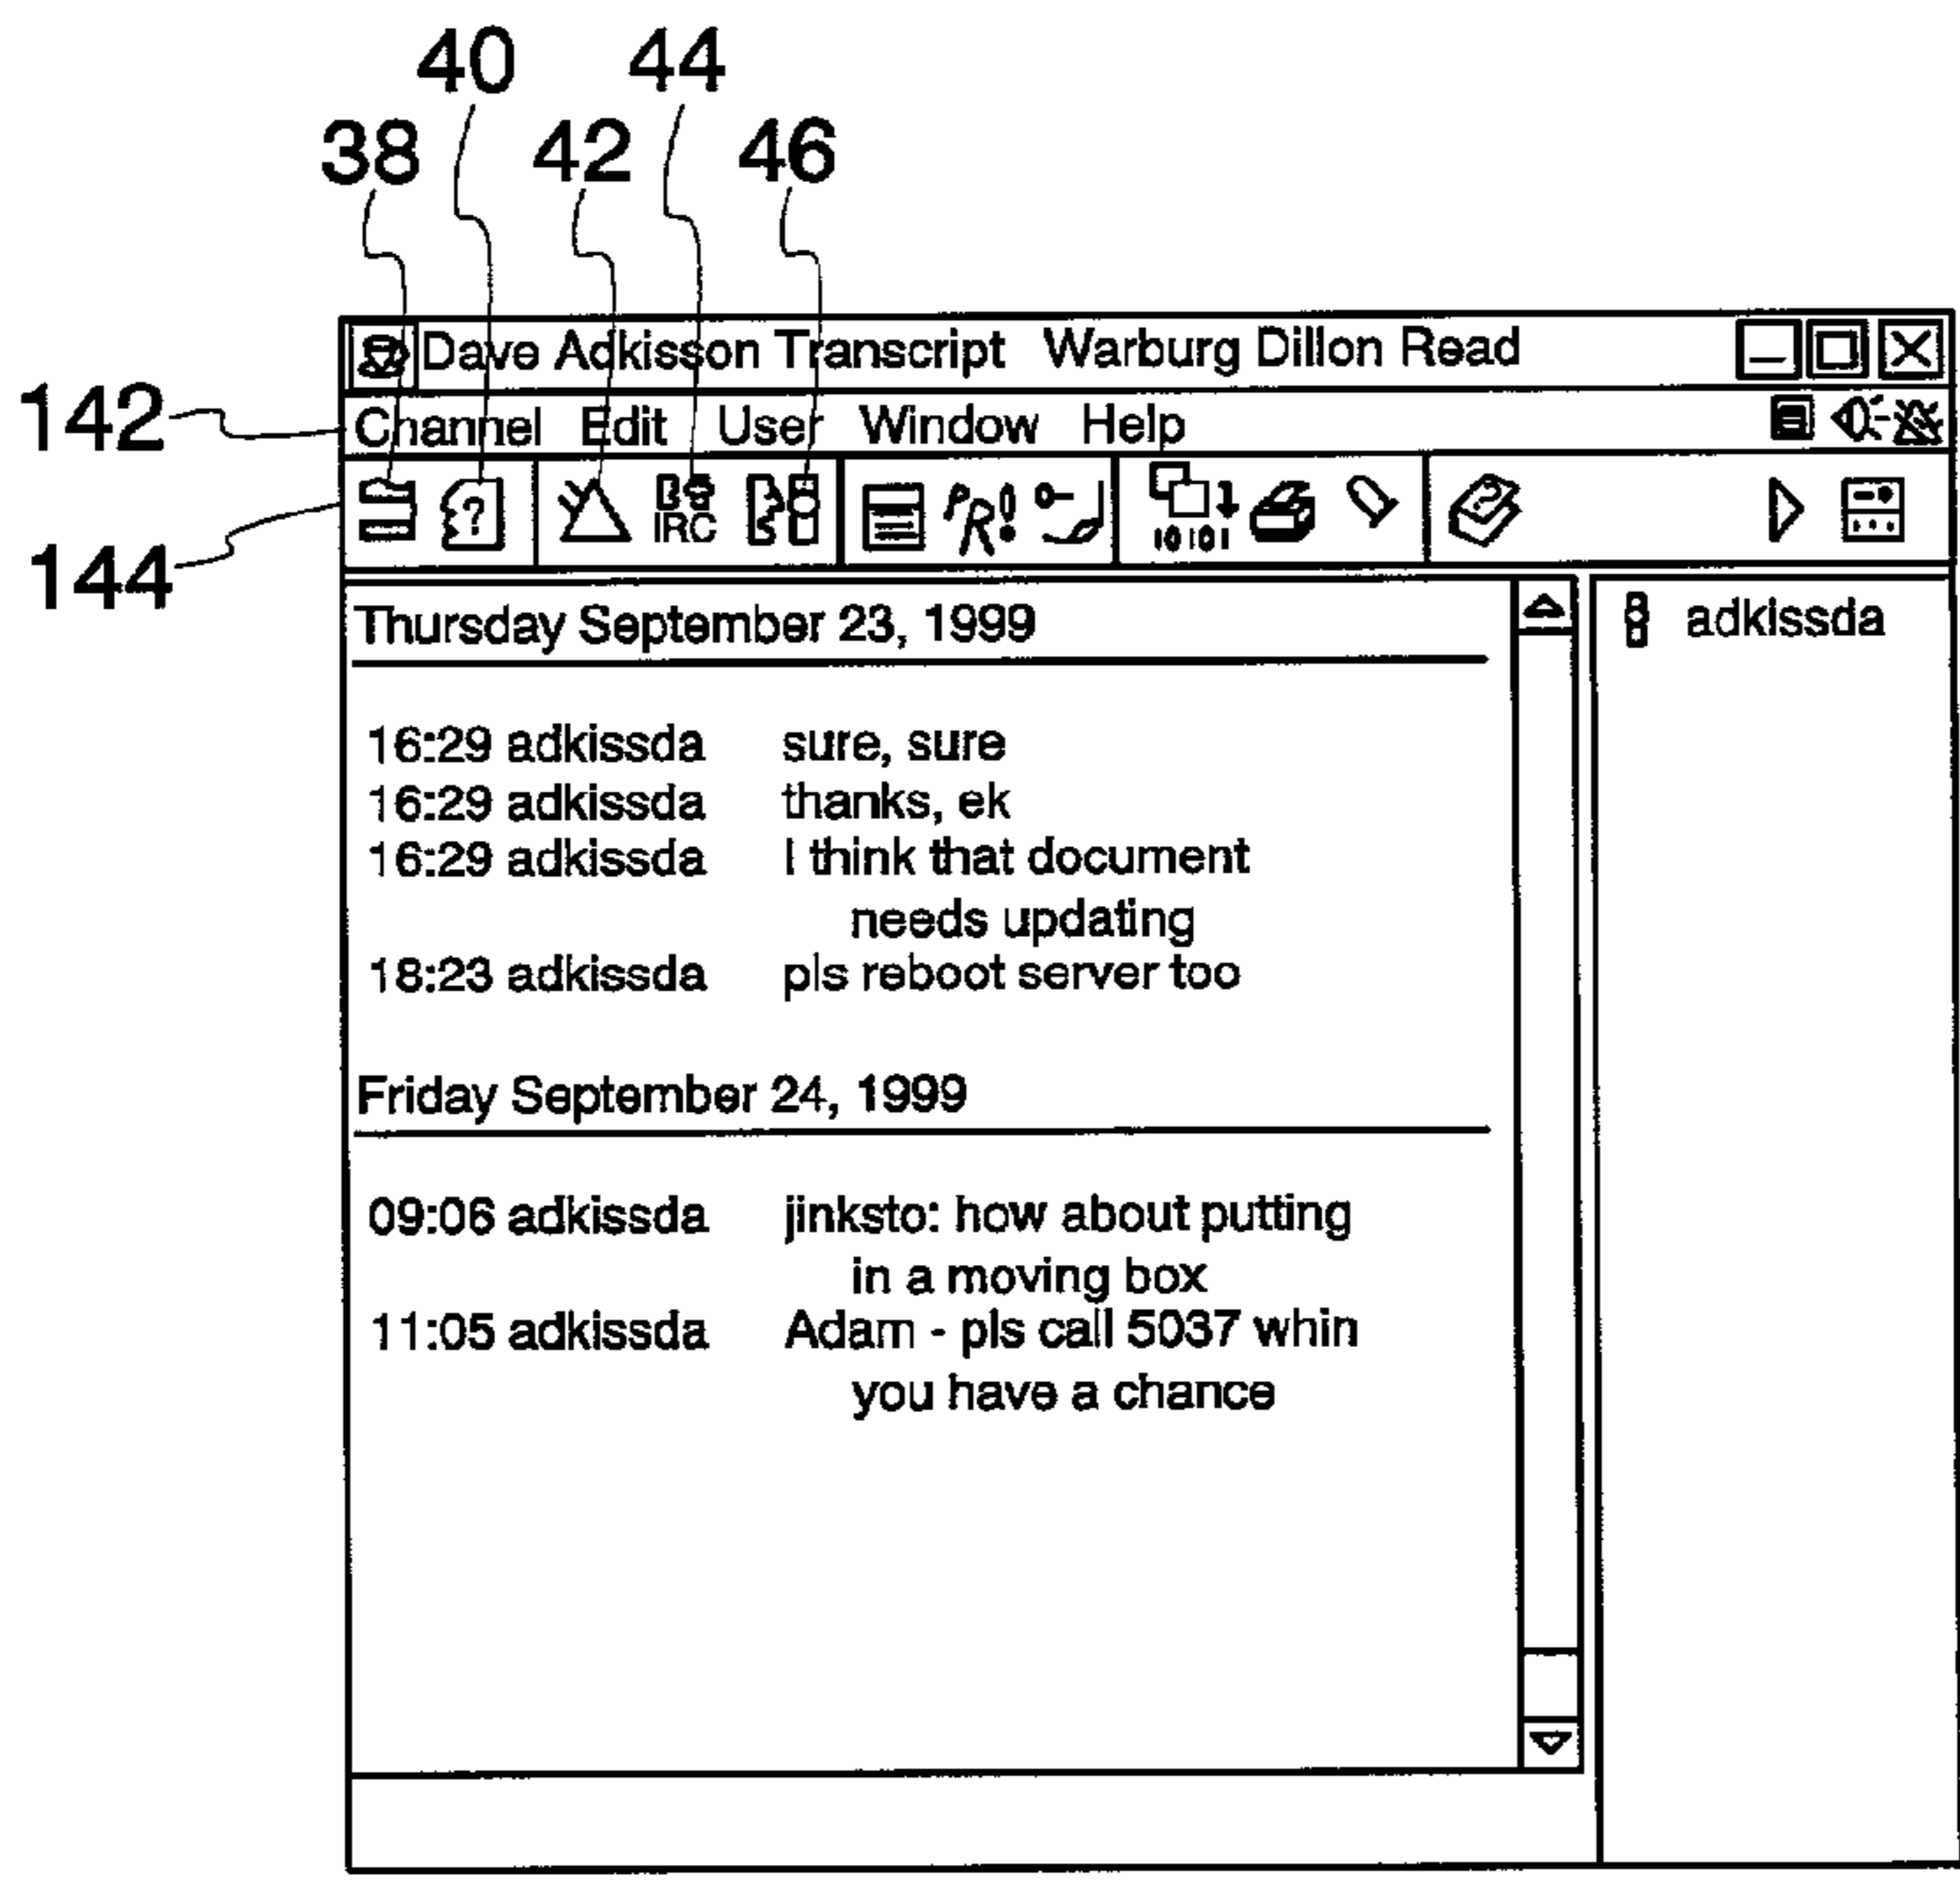 40 44
38 42 46
Dave Adkisson Transcript Warburg Dillon Read
142
Channel Edit User Window Help
? IRC PR! 10101 ?
144
Thursday September 23, 1999
adkissda
16:29 adkissda sure, sure
16:29 adkissda thanks, ek
16:29 adkissda I think that document
needs updating
18:23 adkissda pls reboot server too
Friday September 24, 1999
09:06 adkissda jinksto: how about putting
in a moving box
11:05 adkissda Adam - pls call 5037 whin
you have a chance